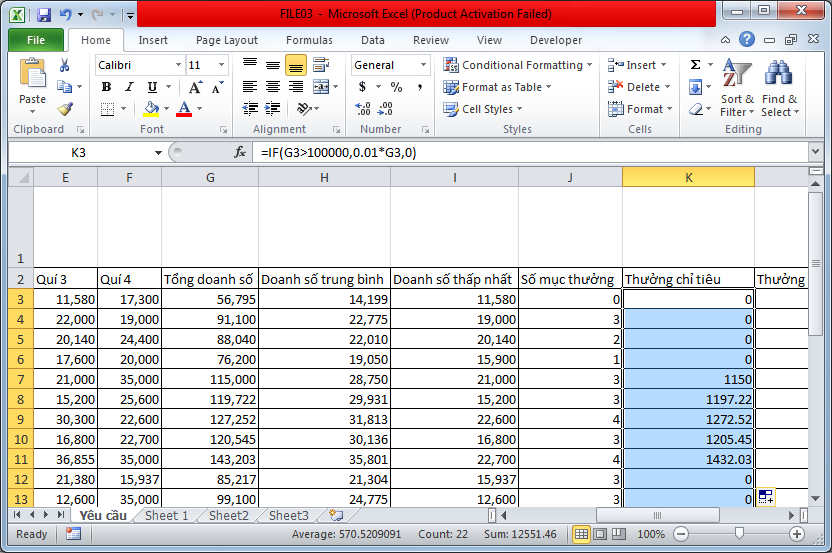 FILE03 - Microsoft Excel (Product Activation Failed)
File Home Insert Page Layout Formulas Data Review View Developer
Calibri 11 General Conditional Formatting Insert Σ
Paste B I U A A $ % , Format as Table Delete Sort & Filter Find & Select
A Cell Styles Format
Clipboard Font Alignment Number Styles Cells Editing
K3 fx =IF(G3>100000,0.01*G3,0)
E F G H I J K
1
2 Quí 3 Quí 4 Tổng doanh số Doanh số trung bình Doanh số thấp nhất Số mục thưởng Thưởng chỉ tiêu Thưởng
3 11,580 17,300 56,795 14,199 11,580 0 0
4 22,000 19,000 91,100 22,775 19,000 3 0
5 20,140 24,400 88,040 22,010 20,140 2 0
6 17,600 20,000 76,200 19,050 15,900 1 0
7 21,000 35,000 115,000 28,750 21,000 3 1150
8 15,200 25,600 119,722 29,931 15,200 3 1197.22
9 30,300 22,600 127,252 31,813 22,600 4 1272.52
10 16,800 22,700 120,545 30,136 16,800 3 1205.45
11 36,855 35,000 143,203 35,801 22,700 4 1432.03
12 21,380 15,937 85,217 21,304 15,937 3 0
13 12,600 35,000 99,100 24,775 12,600 3 0
Yêu cầu Sheet 1 Sheet2 Sheet3
Ready Average: 570.5209091 Count: 22 Sum: 12551.46 100%